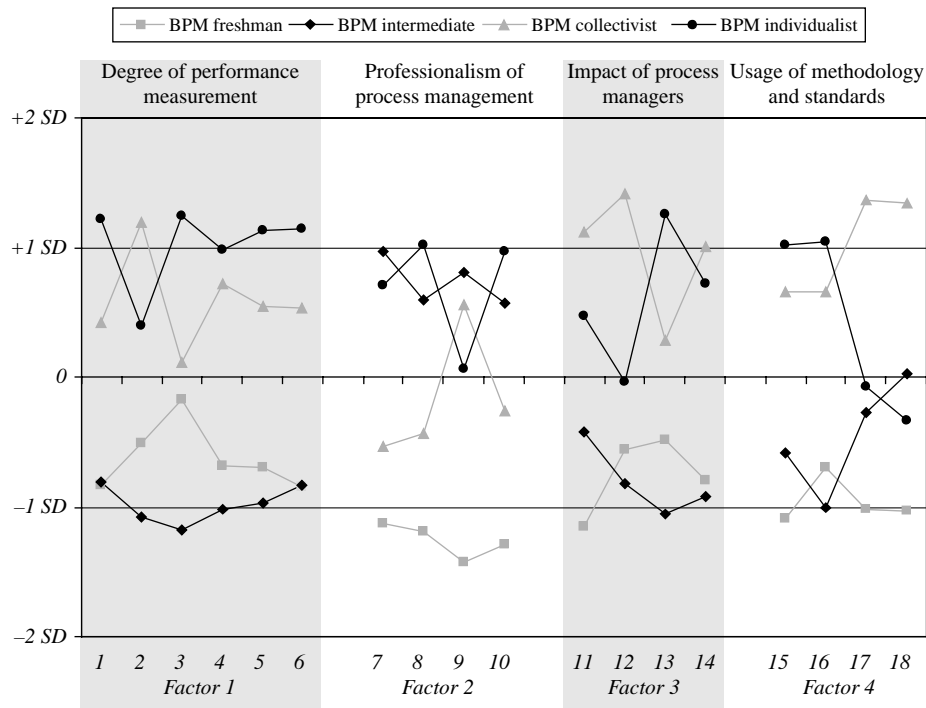 BPM freshman BPM intermediate BPM collectivist BPM individualist
Degree of performance
measurement
Professionalism of
process management
Impact of process
managers
Usage of methodology
and standards
+2 SD
+1 SD
0
–1 SD
–2 SD
1 2 3 4 5 6 7 8 9 10 11 12 13 14 15 16 17 18
Factor 1 Factor 2 Factor 3 Factor 4